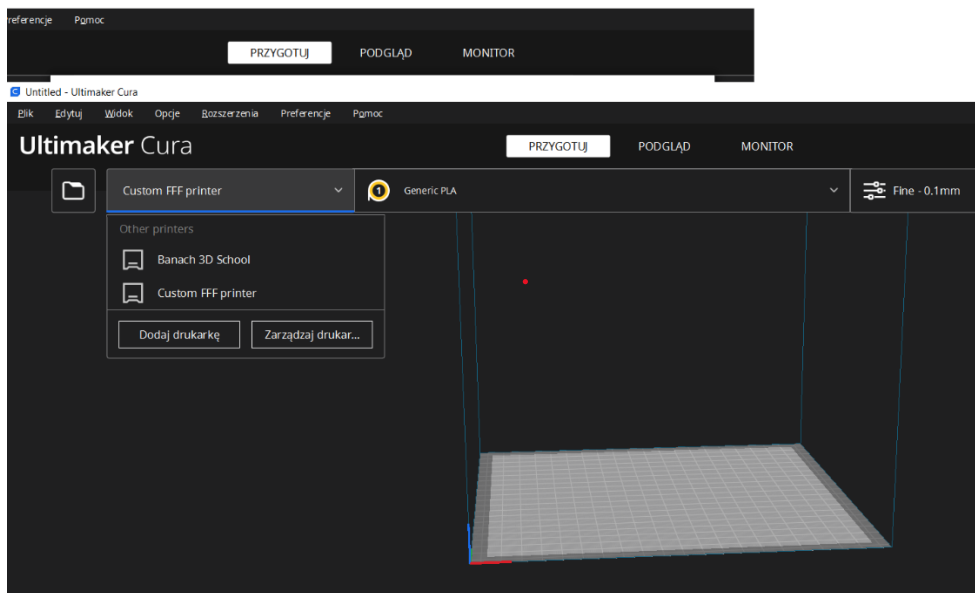 referencje Pomoc
PRZYGOTUJ PODGLĄD MONITOR
Untitled - Ultimaker Cura
Plik Edytuj Widok Opcje Rozszerzenia Preferencje Pomoc
Ultimaker Cura PRZYGOTUJ PODGLĄD MONITOR
Custom FFF printer 1 Generic PLA Fine - 0.1mm
Other printers
Banach 3D School
Custom FFF printer
Dodaj drukarkę Zarządzaj drukar...